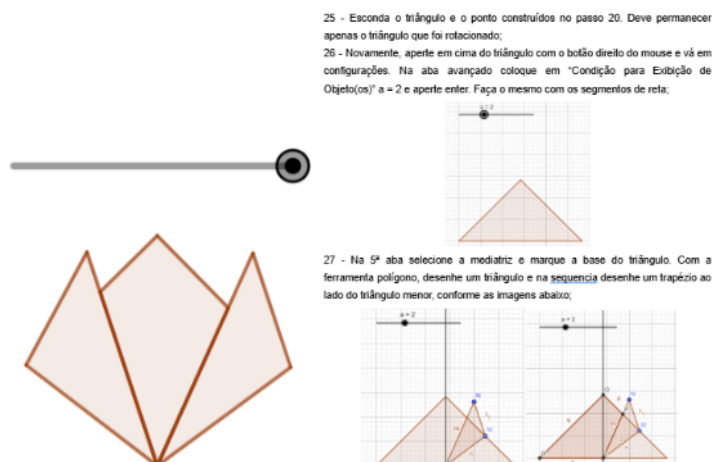 25 - Esconda o triângulo e o ponto construídos no passo 20. Deve permanecer
apenas o triângulo que foi rotacionado;
26 - Novamente, aperte em cima do triângulo com o botão direito do mouse e vá em
configurações. Na aba avançado coloque em "Condição para Exibição de
Objeto(os)" a = 2 e aperte enter. Faça o mesmo com os segmentos de reta;
a = 2
27 - Na 5ª aba selecione a mediatriz e marque a base do triângulo. Com a
ferramenta polígono, desenhe um triângulo e na sequencia desenhe um trapézio ao
lado do triângulo menor, conforme as imagens abaixo;
a = 2
a = 2